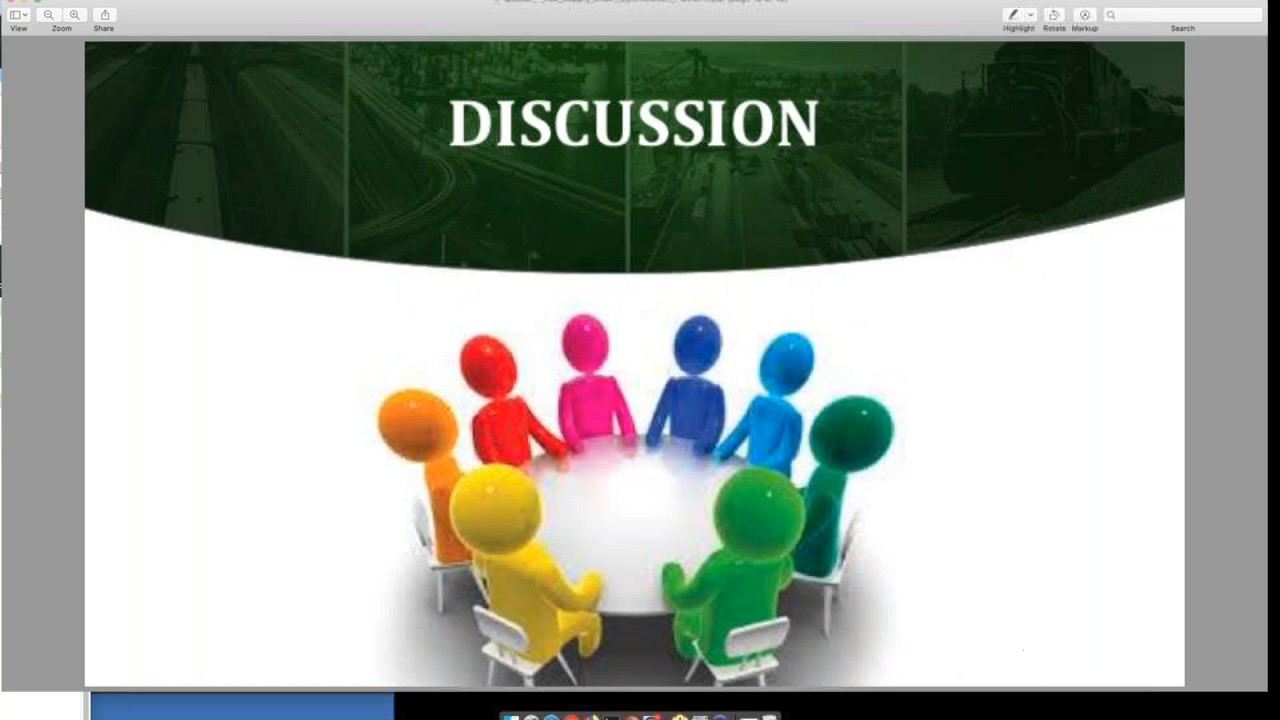 View
Zoom
Share
Highlight
Rotate
Markup
Search
DISCUSSION